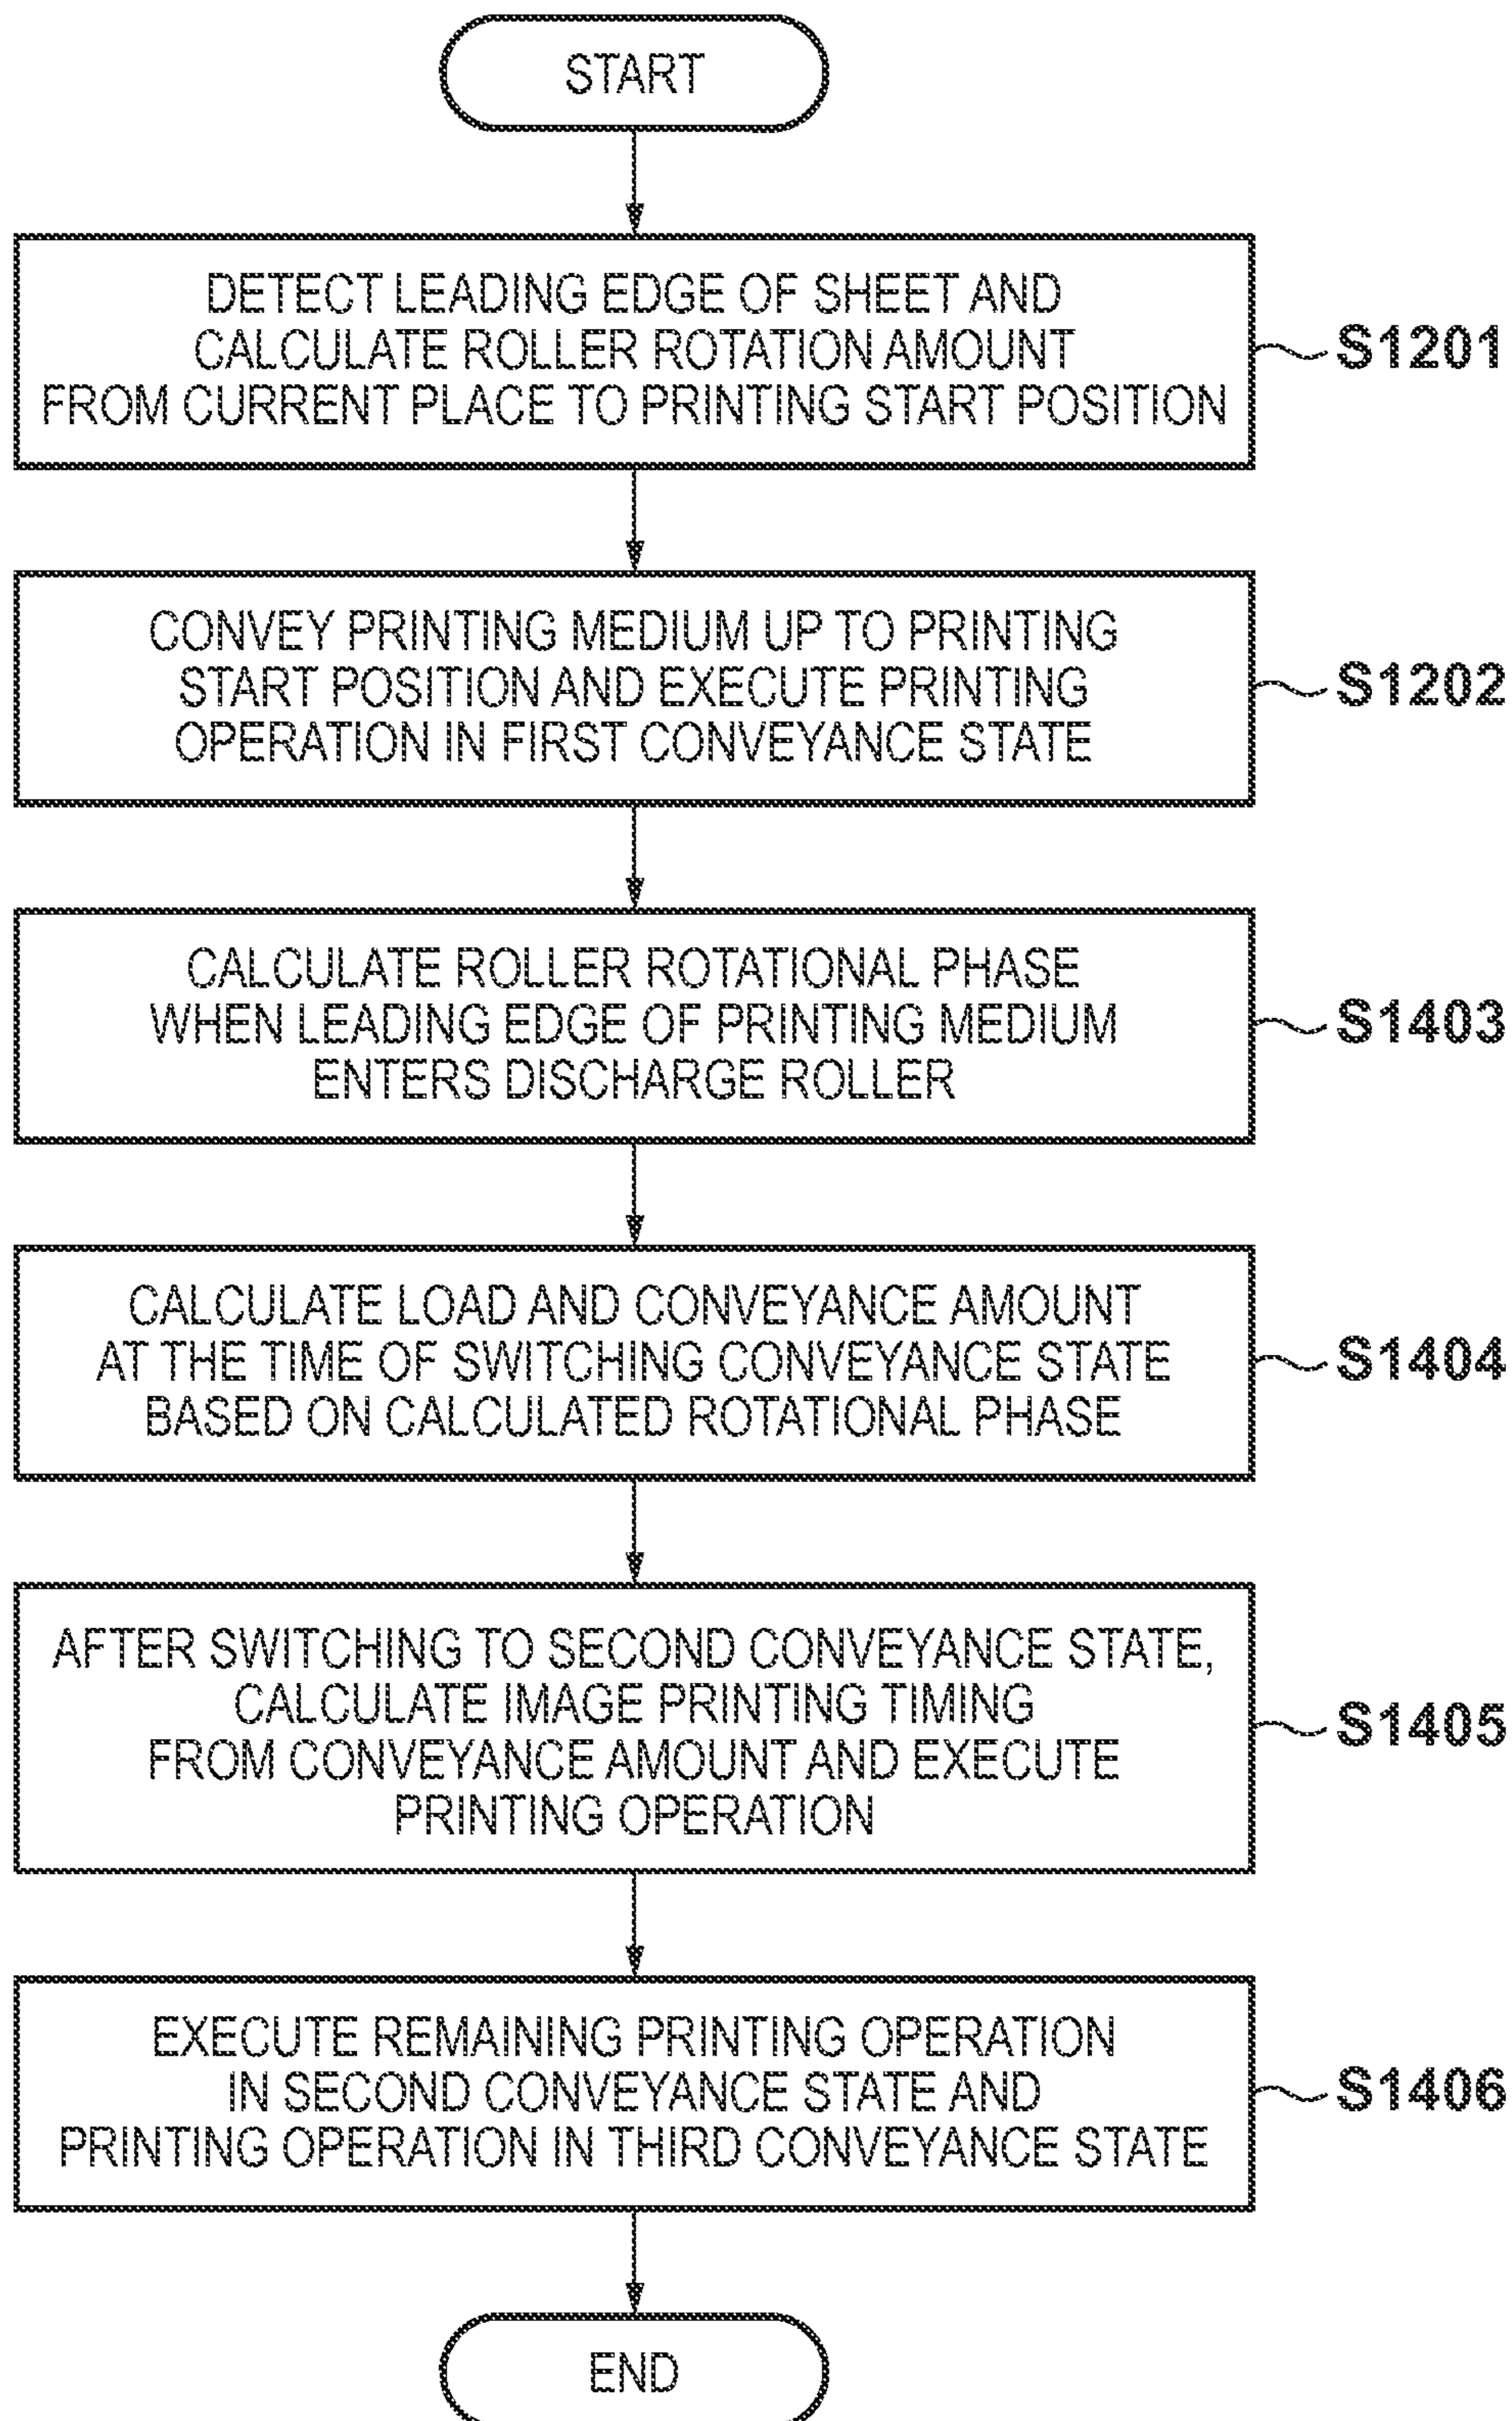 START
DETECT LEADING EDGE OF SHEET AND
CALCULATE ROLLER ROTATION AMOUNT
FROM CURRENT PLACE TO PRINTING START POSITION
S1201
CONVEY PRINTING MEDIUM UP TO PRINTING
START POSITION AND EXECUTE PRINTING
OPERATION IN FIRST CONVEYANCE STATE
S1202
CALCULATE ROLLER ROTATIONAL PHASE
WHEN LEADING EDGE OF PRINTING MEDIUM
ENTERS DISCHARGE ROLLER
S1403
CALCULATE LOAD AND CONVEYANCE AMOUNT
AT THE TIME OF SWITCHING CONVEYANCE STATE
BASED ON CALCULATED ROTATIONAL PHASE
S1404
AFTER SWITCHING TO SECOND CONVEYANCE STATE,
CALCULATE IMAGE PRINTING TIMING
FROM CONVEYANCE AMOUNT AND EXECUTE
PRINTING OPERATION
S1405
EXECUTE REMAINING PRINTING OPERATION
IN SECOND CONVEYANCE STATE AND
PRINTING OPERATION IN THIRD CONVEYANCE STATE
S1406
END